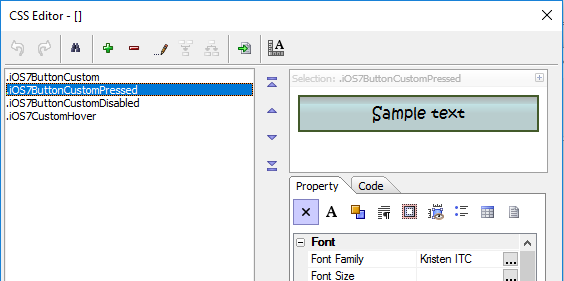 CSS Editor - []
.iOS7ButtonCustom
.iOS7ButtonCustomPressed
.iOS7ButtonCustomDisabled
.iOS7CustomHover
Selection: .iOS7ButtonCustomPressed
Sample text
Property Code
A
Font
Font Family Kristen ITC ...
Font Size ...